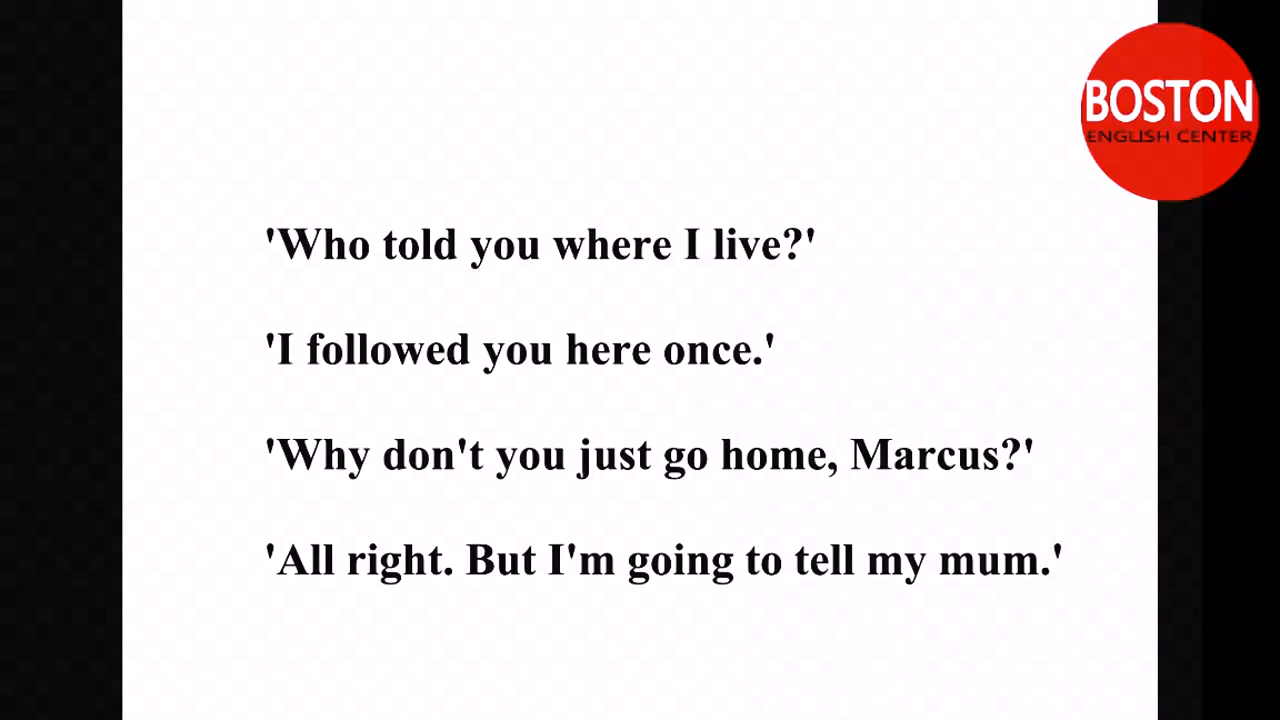 BOSTON
ENGLISH CENTER
'Who told you where I live?'
'I followed you here once.'
'Why don't you just go home, Marcus?'
'All right. But I'm going to tell my mum.'